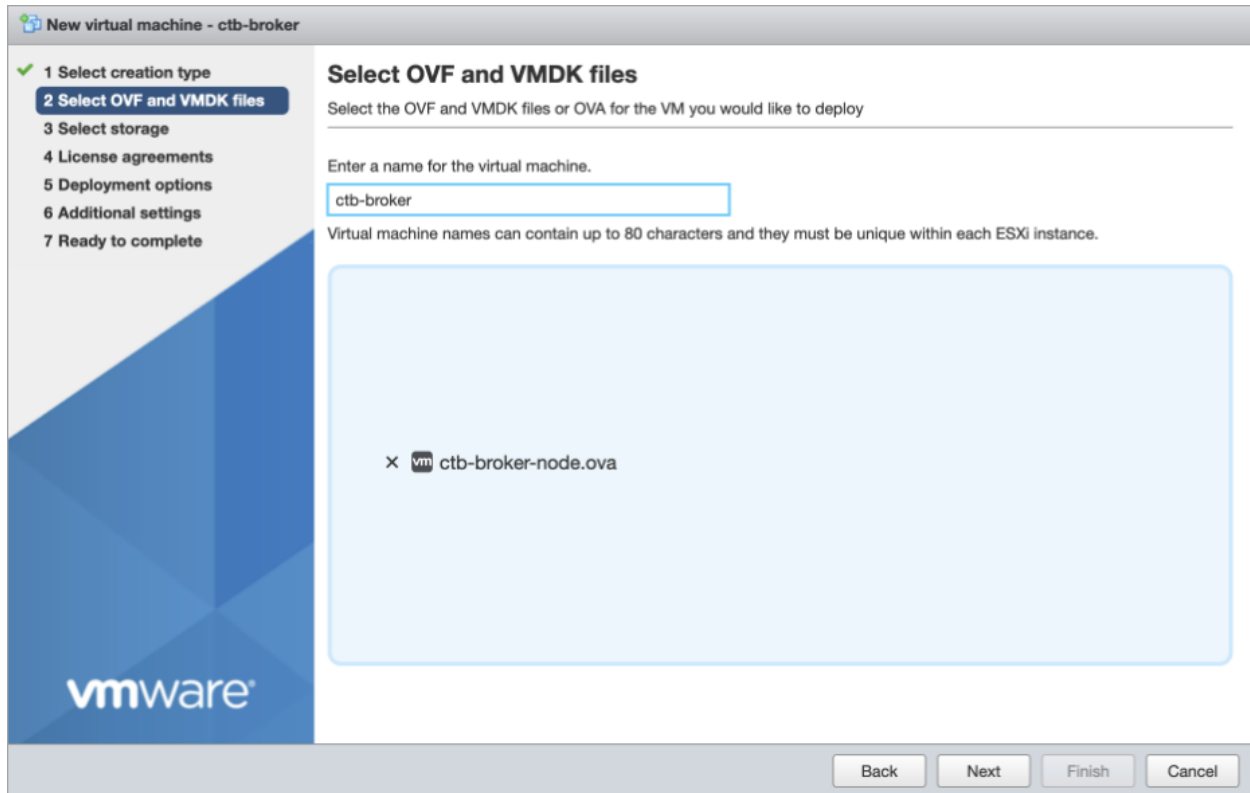 New virtual machine - ctb-broker
1 Select creation type
2 Select OVF and VMDK files
3 Select storage
4 License agreements
5 Deployment options
6 Additional settings
7 Ready to complete
vmware®
Select OVF and VMDK files
Select the OVF and VMDK files or OVA for the VM you would like to deploy
Enter a name for the virtual machine.
ctb-broker
Virtual machine names can contain up to 80 characters and they must be unique within each ESXi instance.
vm ctb-broker-node.ova
Back Next Finish Cancel